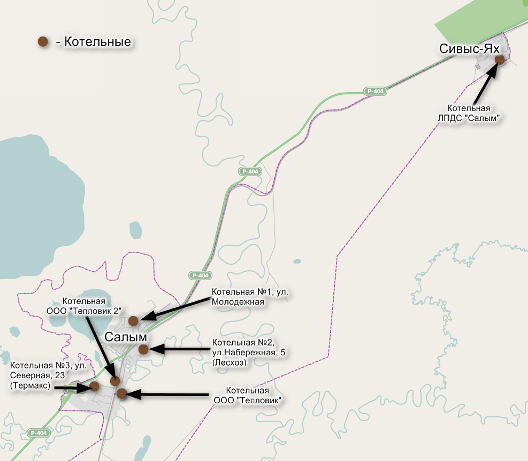 - Котельные
Сивыс-Ях
Котельная
ЛПДС "Салым"
Р-404
Р-404
Р-404
Котельная №1, ул.
Молодежная
Котельная
ООО "Тепловик 2"
Салым
Котельная №2,
ул.Набережная, 5
(Лесхоз)
Котельная №3, ул.
Северная, 23
(Термакс)
Котельная
ООО "Тепловик"
Р-404